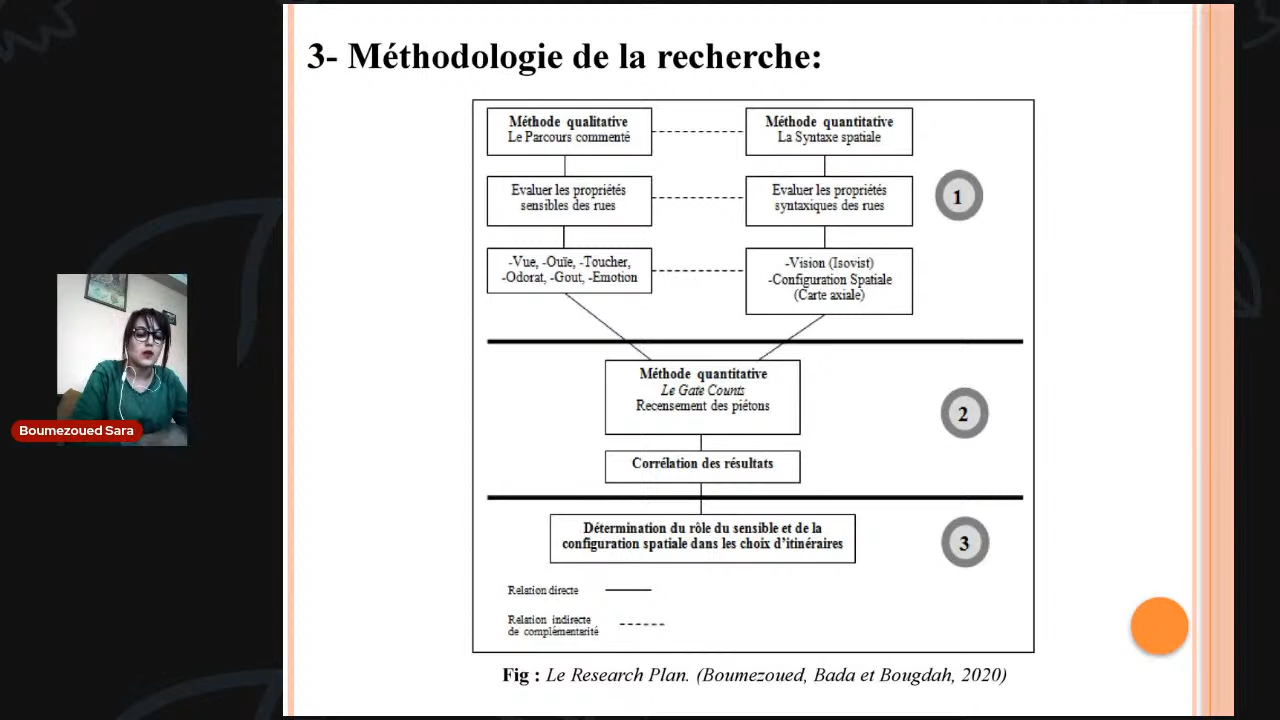 3- Méthodologie de la recherche:
Méthode qualitative
Le Parcours commenté
Méthode quantitative
La Syntaxe spatiale
Evaluer les propriétés
sensibles des rues
Evaluer les propriétés
syntaxiques des rues
1
-Vue, -Ouïe, -Toucher,
-Odorat, -Gout, -Emotion
-Vision (Isovist)
-Configuration Spatiale
(Carte axiale)
Méthode quantitative
Le Gate Counts
Recensement des piétons
2
Corrélation des résultats
Détermination du rôle du sensible et de la
configuration spatiale dans les choix d'itinéraires
3
Relation directe
Relation indirecte
de complémentarité
Fig : Le Research Plan. (Boumezoued, Bada et Bougdah, 2020)
Boumezoued Sara